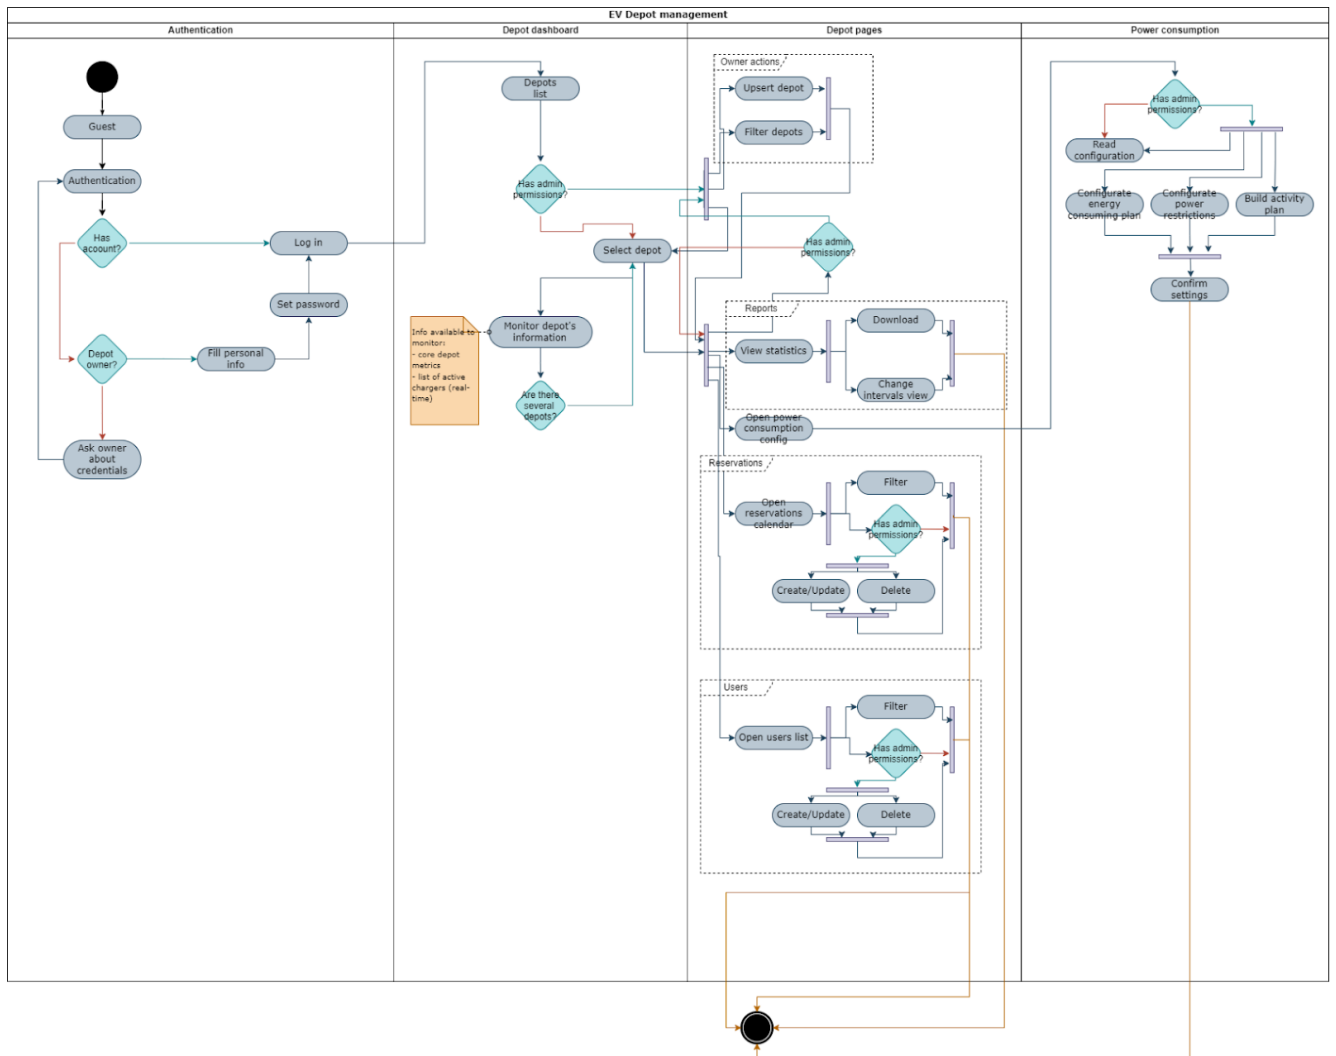 EV Depot management
Authentication
Depot dashboard
Depot pages
Power consumption
Guest
Authentication
Has
account?
Log in
Set password
Depot
owner?
Fill personal
info
Ask owner
about
credentials
Depots
list
Has admin
permissions?
Select depot
Info available to
monitor:
- core depot
metrics
- list of active
chargers (real-
time)
Monitor depot's
information
Are there
several
depots?
Owner actions
Upsert depot
Filter depots
Has admin
permissions?
Reports
View statistics
Download
Change
intervals view
Open power
consumption
config
Reservations
Open
reservations
calendar
Filter
Has admin
permissions?
Create/Update
Delete
Users
Open users list
Filter
Has admin
permissions?
Create/Update
Delete
Has admin
permissions?
Read
configuration
Configurate
energy
consuming plan
Configurate
power
restrictions
Build activity
plan
Confirm
settings